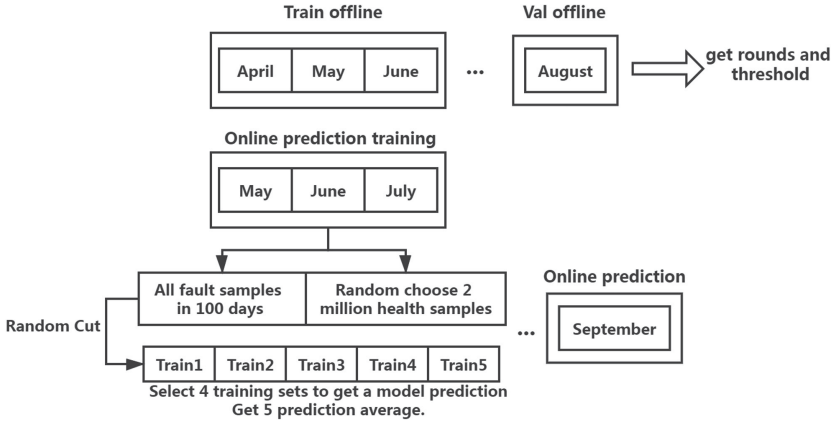 Train offline
Val offline
April
May
June
...
August
get rounds and
threshold
Online prediction training
May
June
July
All fault samples
in 100 days
Random choose 2
million health samples
Online prediction
Random Cut
...
September
Train1
Train2
Train3
Train4
Train5
Select 4 training sets to get a model prediction
Get 5 prediction average.